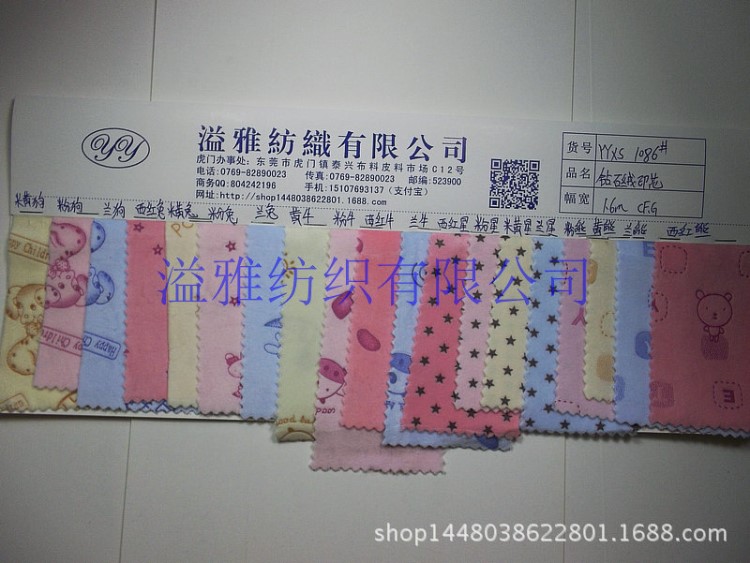 YY
溢雅紡織有限公司
虎门办事处：东莞市虎门镇泰兴布料皮料市场C12号
电话：0769-82890023 传真：0769-82890023 邮编：523900
商务QQ：804242196 手机：15107693137（支付宝）
网址：http://shop1448038622801.1688.com
货号 YYXS 1086#
品名
幅宽 1.6m CFG
米黄狗 粉狗 兰狗 西红兔 米黄兔 粉兔 兰兔 黄牛 粉牛 西红牛 兰牛 西红星 粉星 米黄星 兰星 粉熊 黄熊 兰熊 西红熊
溢雅纺织有限公司
Happy Children
shop1448038622801.1688.com